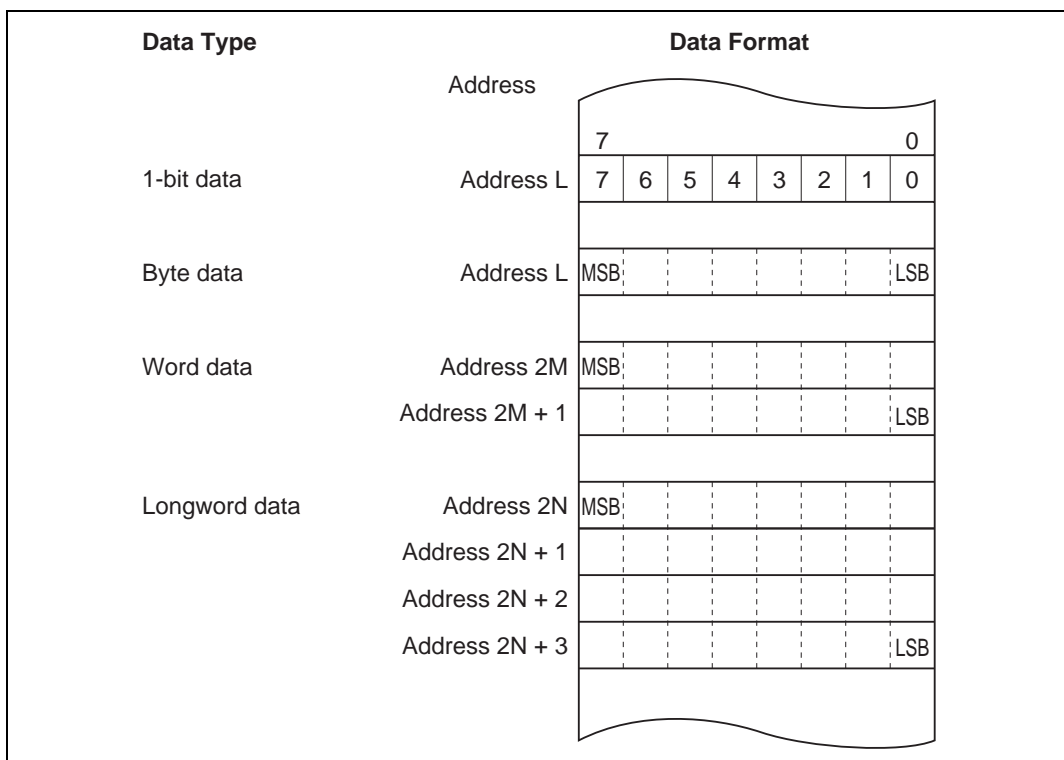 Data Type Data Format
Address
7 0
1-bit data Address L 7 6 5 4 3 2 1 0
Byte data Address L MSB LSB
Word data Address 2M MSB
Address 2M + 1 LSB
Longword data Address 2N MSB
Address 2N + 1
Address 2N + 2
Address 2N + 3 LSB